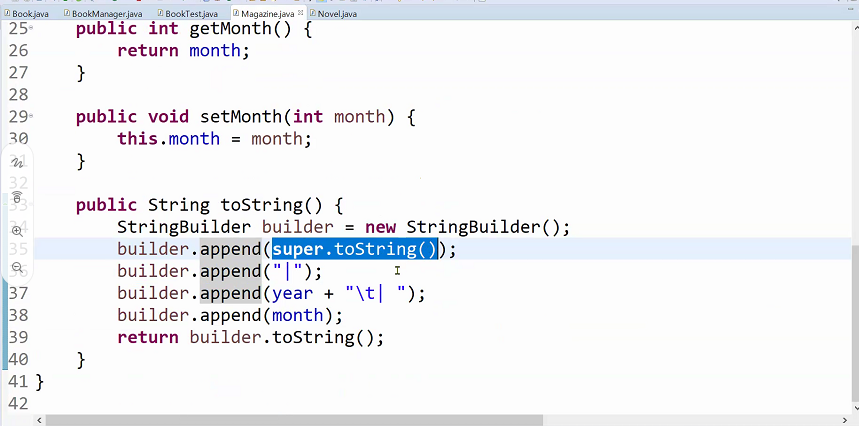 Book.java BookManager.java BookTest.java Magazine.java Novel.java
25 public int getMonth() {
26 return month;
27 }
28
29 public void setMonth(int month) {
30 this.month = month;
31 }
32
33 public String toString() {
34 StringBuilder builder = new StringBuilder();
35 builder.append(super.toString());
36 builder.append("|");
37 builder.append(year + "\t| ");
38 builder.append(month);
39 return builder.toString();
40 }
41 }
42